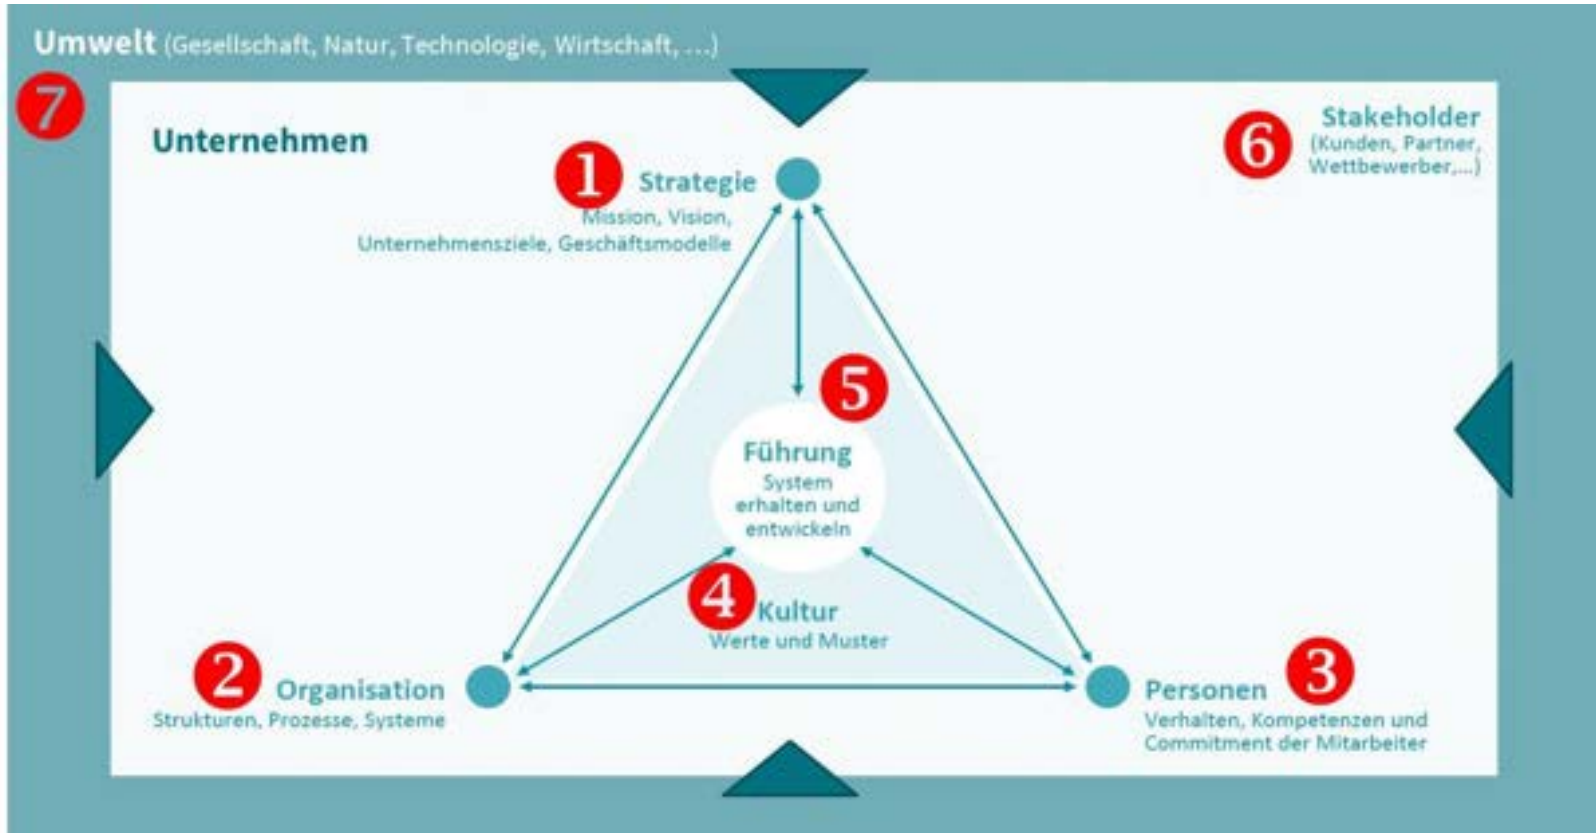 Umwelt (Gesellschaft, Natur, Technologie, Wirtschaft, ...)
7
Unternehmen
1
Strategie
Mission, Vision,
Unternehmensziele, Geschäftsmodelle
6
Stakeholder
(Kunden, Partner,
Wettbewerber,...)
5
Führung
System
erhalten und
entwickeln
4
Kultur
Werte und Muster
2
Organisation
Strukturen, Prozesse, Systeme
3
Personen
Verhalten, Kompetenzen und
Commitment der Mitarbeiter